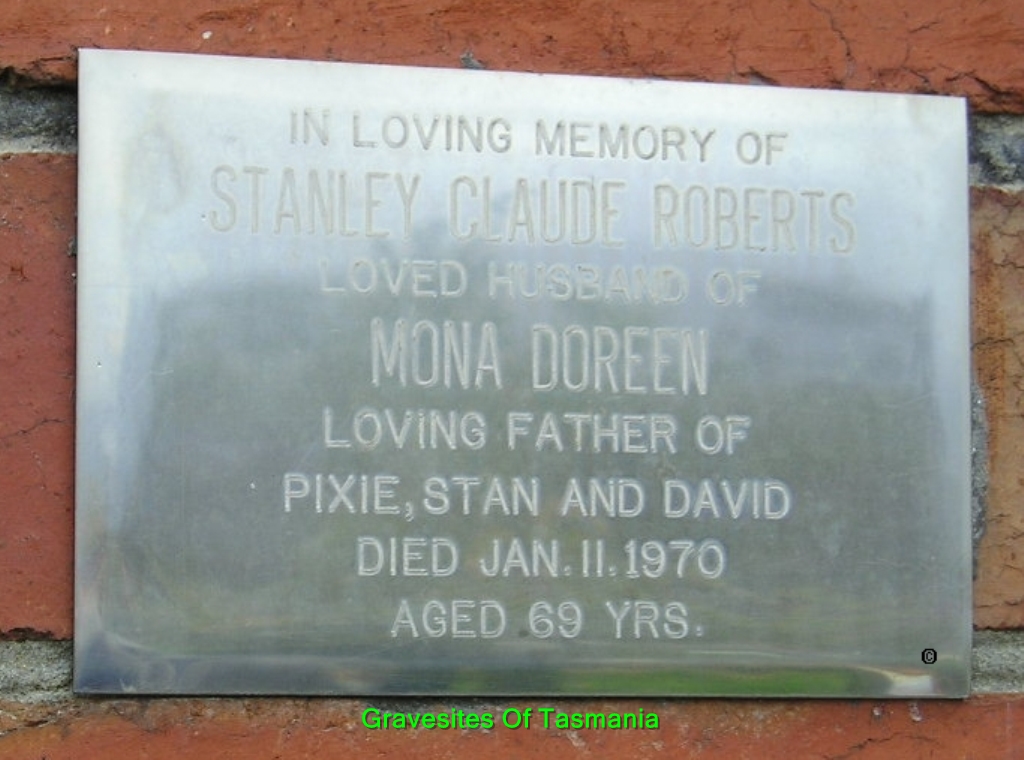 IN LOVING MEMORY OF
STANLEY CLAUDE ROBERTS
LOVED HUSBAND OF
MONA DOREEN
LOVING FATHER OF
PIXIE, STAN AND DAVID
DIED JAN. 11. 1970
AGED 69 YRS.
©
Gravesites Of Tasmania